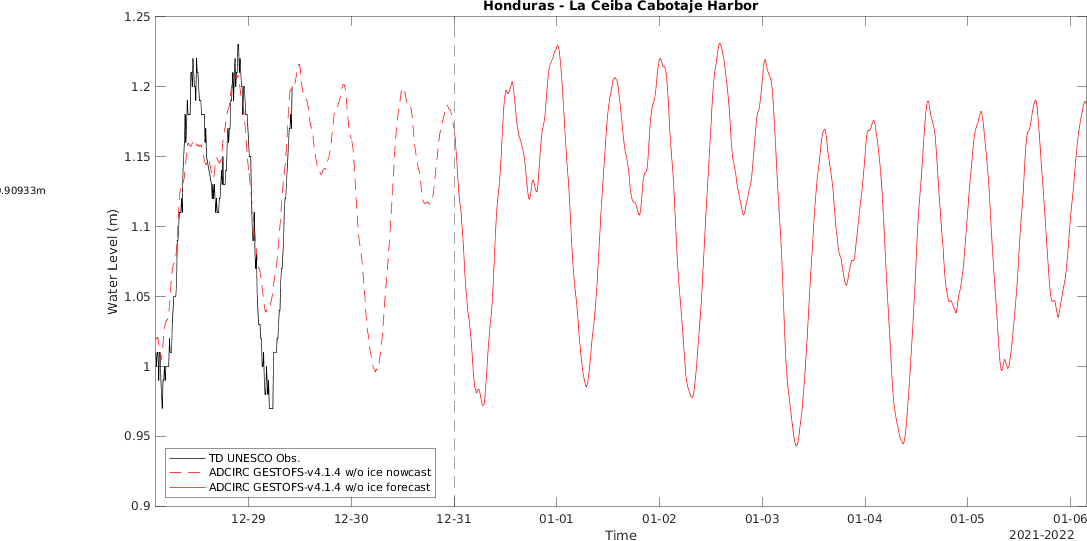 Honduras - La Ceiba Cabotaje Harbor
1.25
1.2
1.15
1.1
1.05
1
0.95
0.9
.90933m
Water Level (m)
TD UNESCO Obs.
ADCIRC GESTOFS-v4.1.4 w/o ice nowcast
ADCIRC GESTOFS-v4.1.4 w/o ice forecast
12-29
12-30
12-31
01-01
01-02
01-03
01-04
01-05
01-06
Time
2021-2022